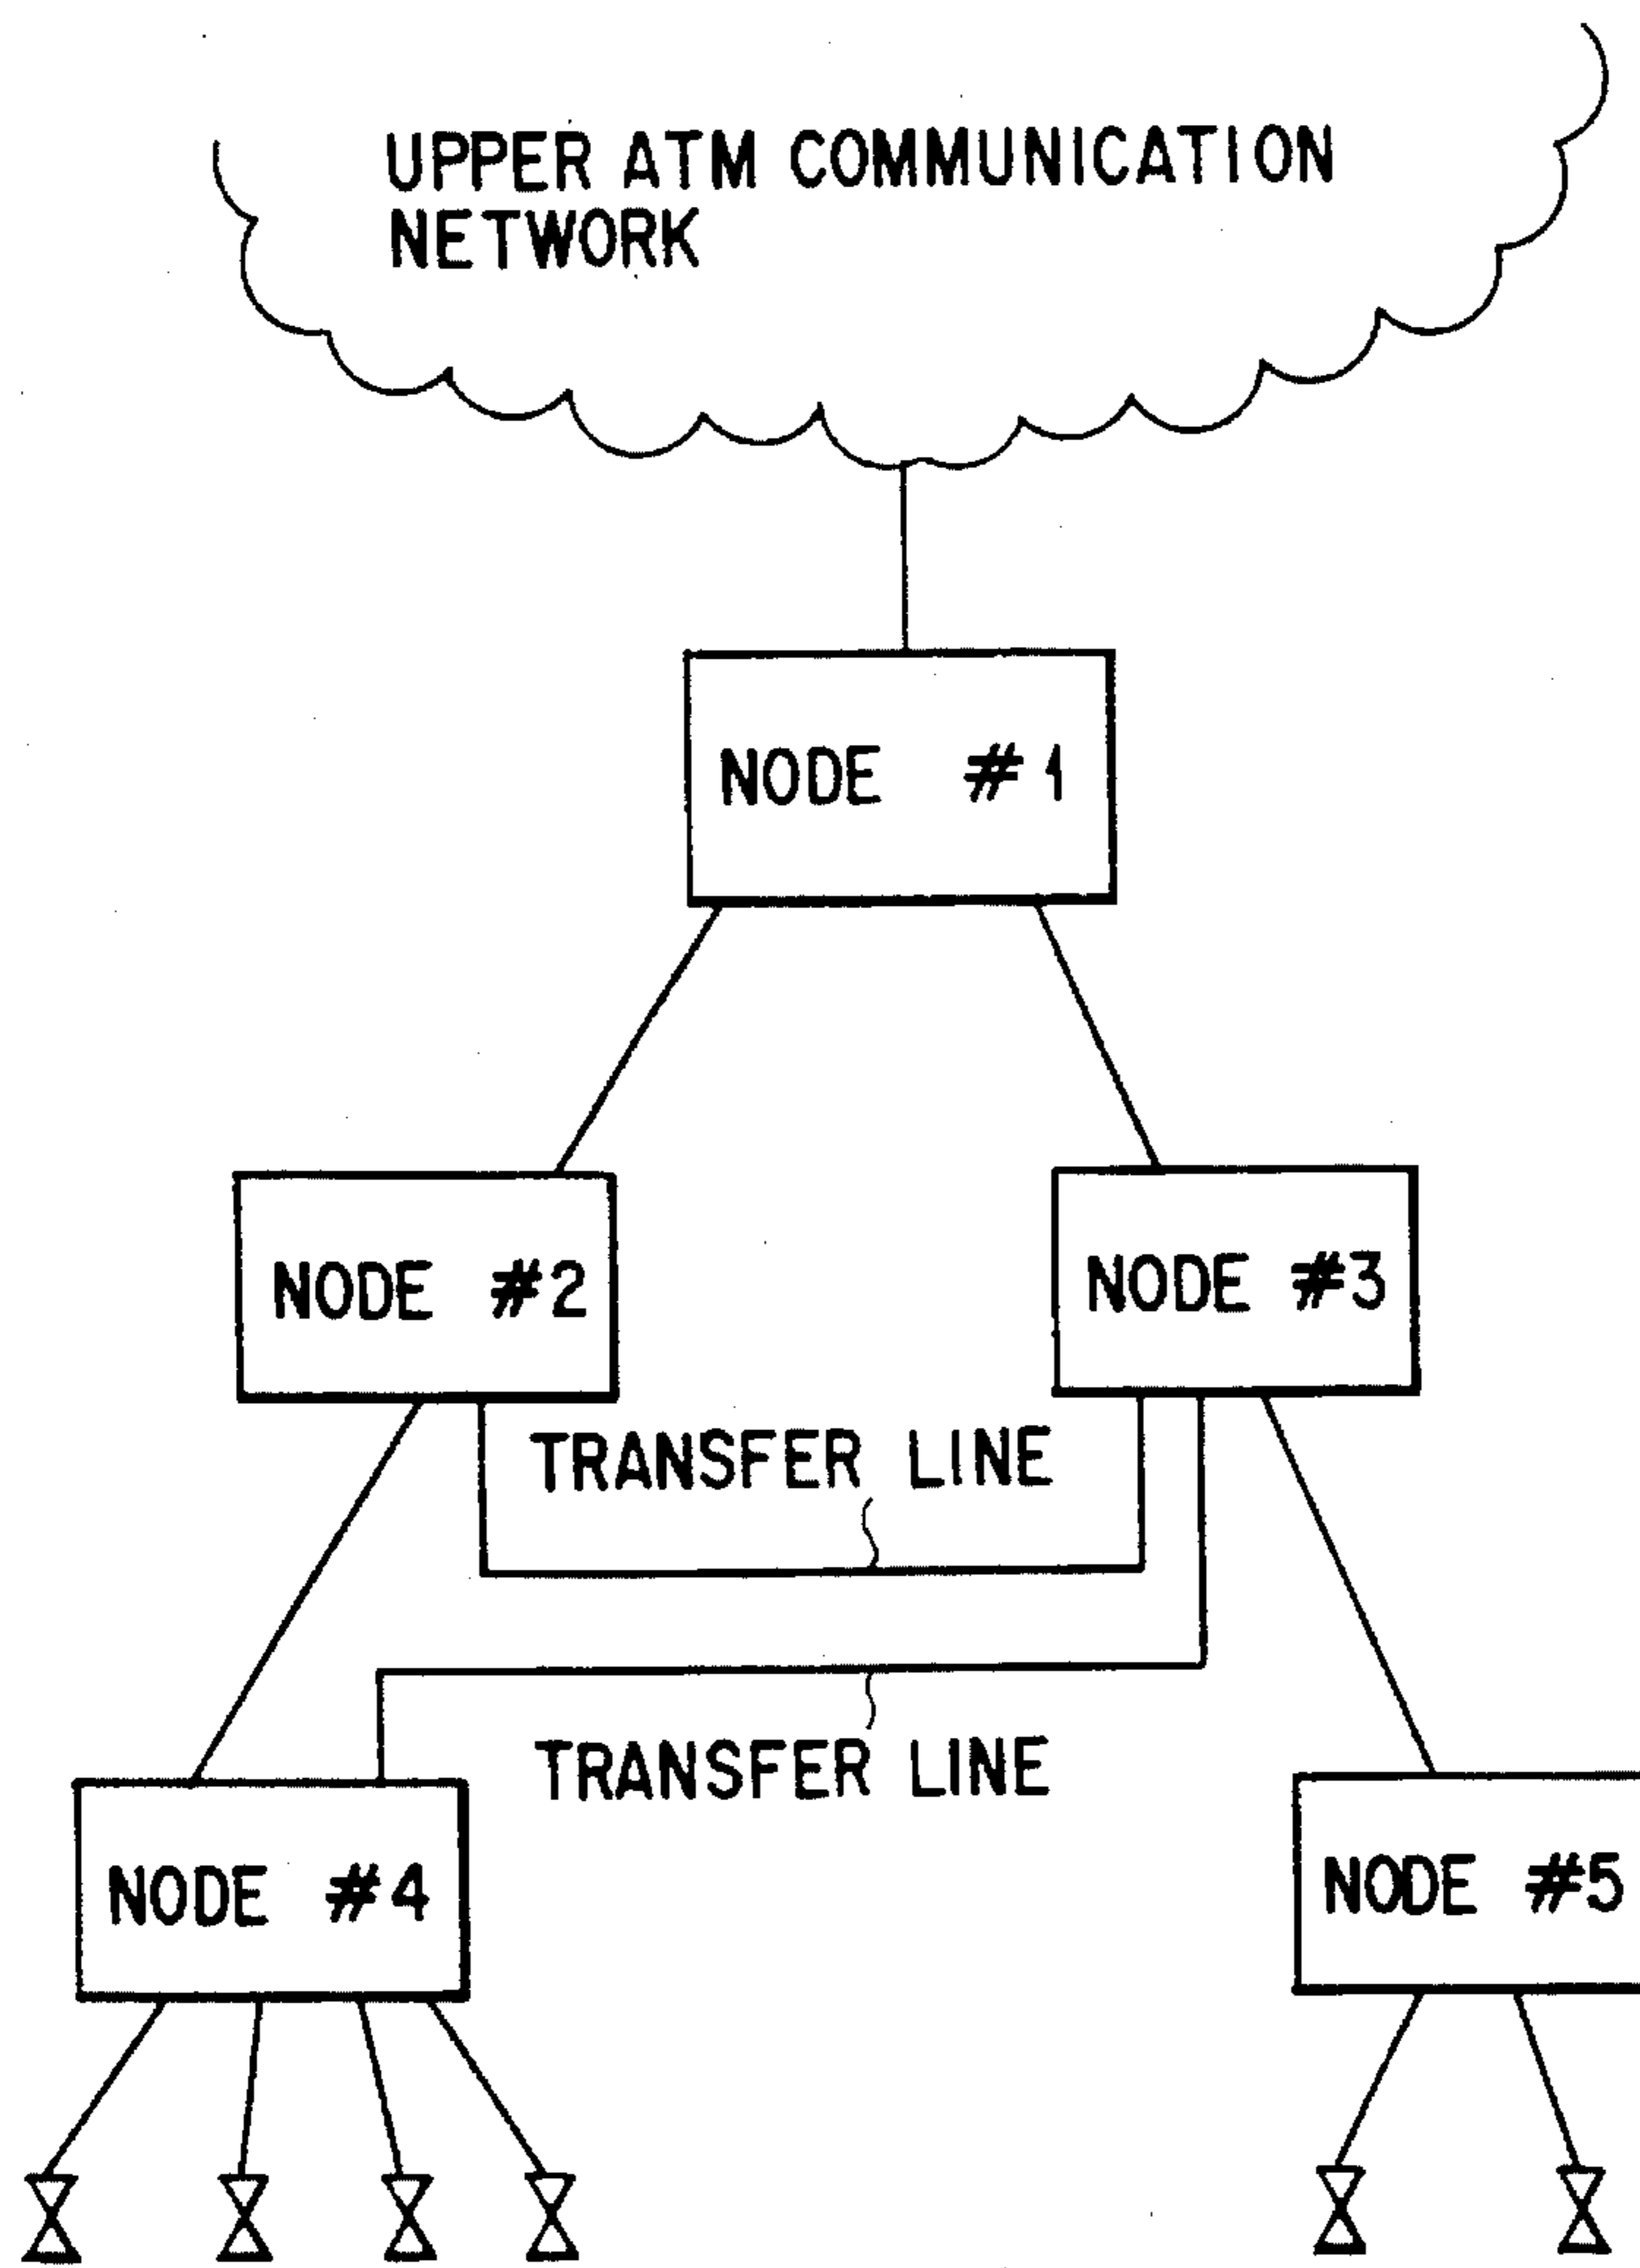 UPPER ATM COMMUNICATION
NETWORK
NODE #1
NODE #2
NODE #3
TRANSFER LINE
TRANSFER LINE
NODE #4
NODE #5